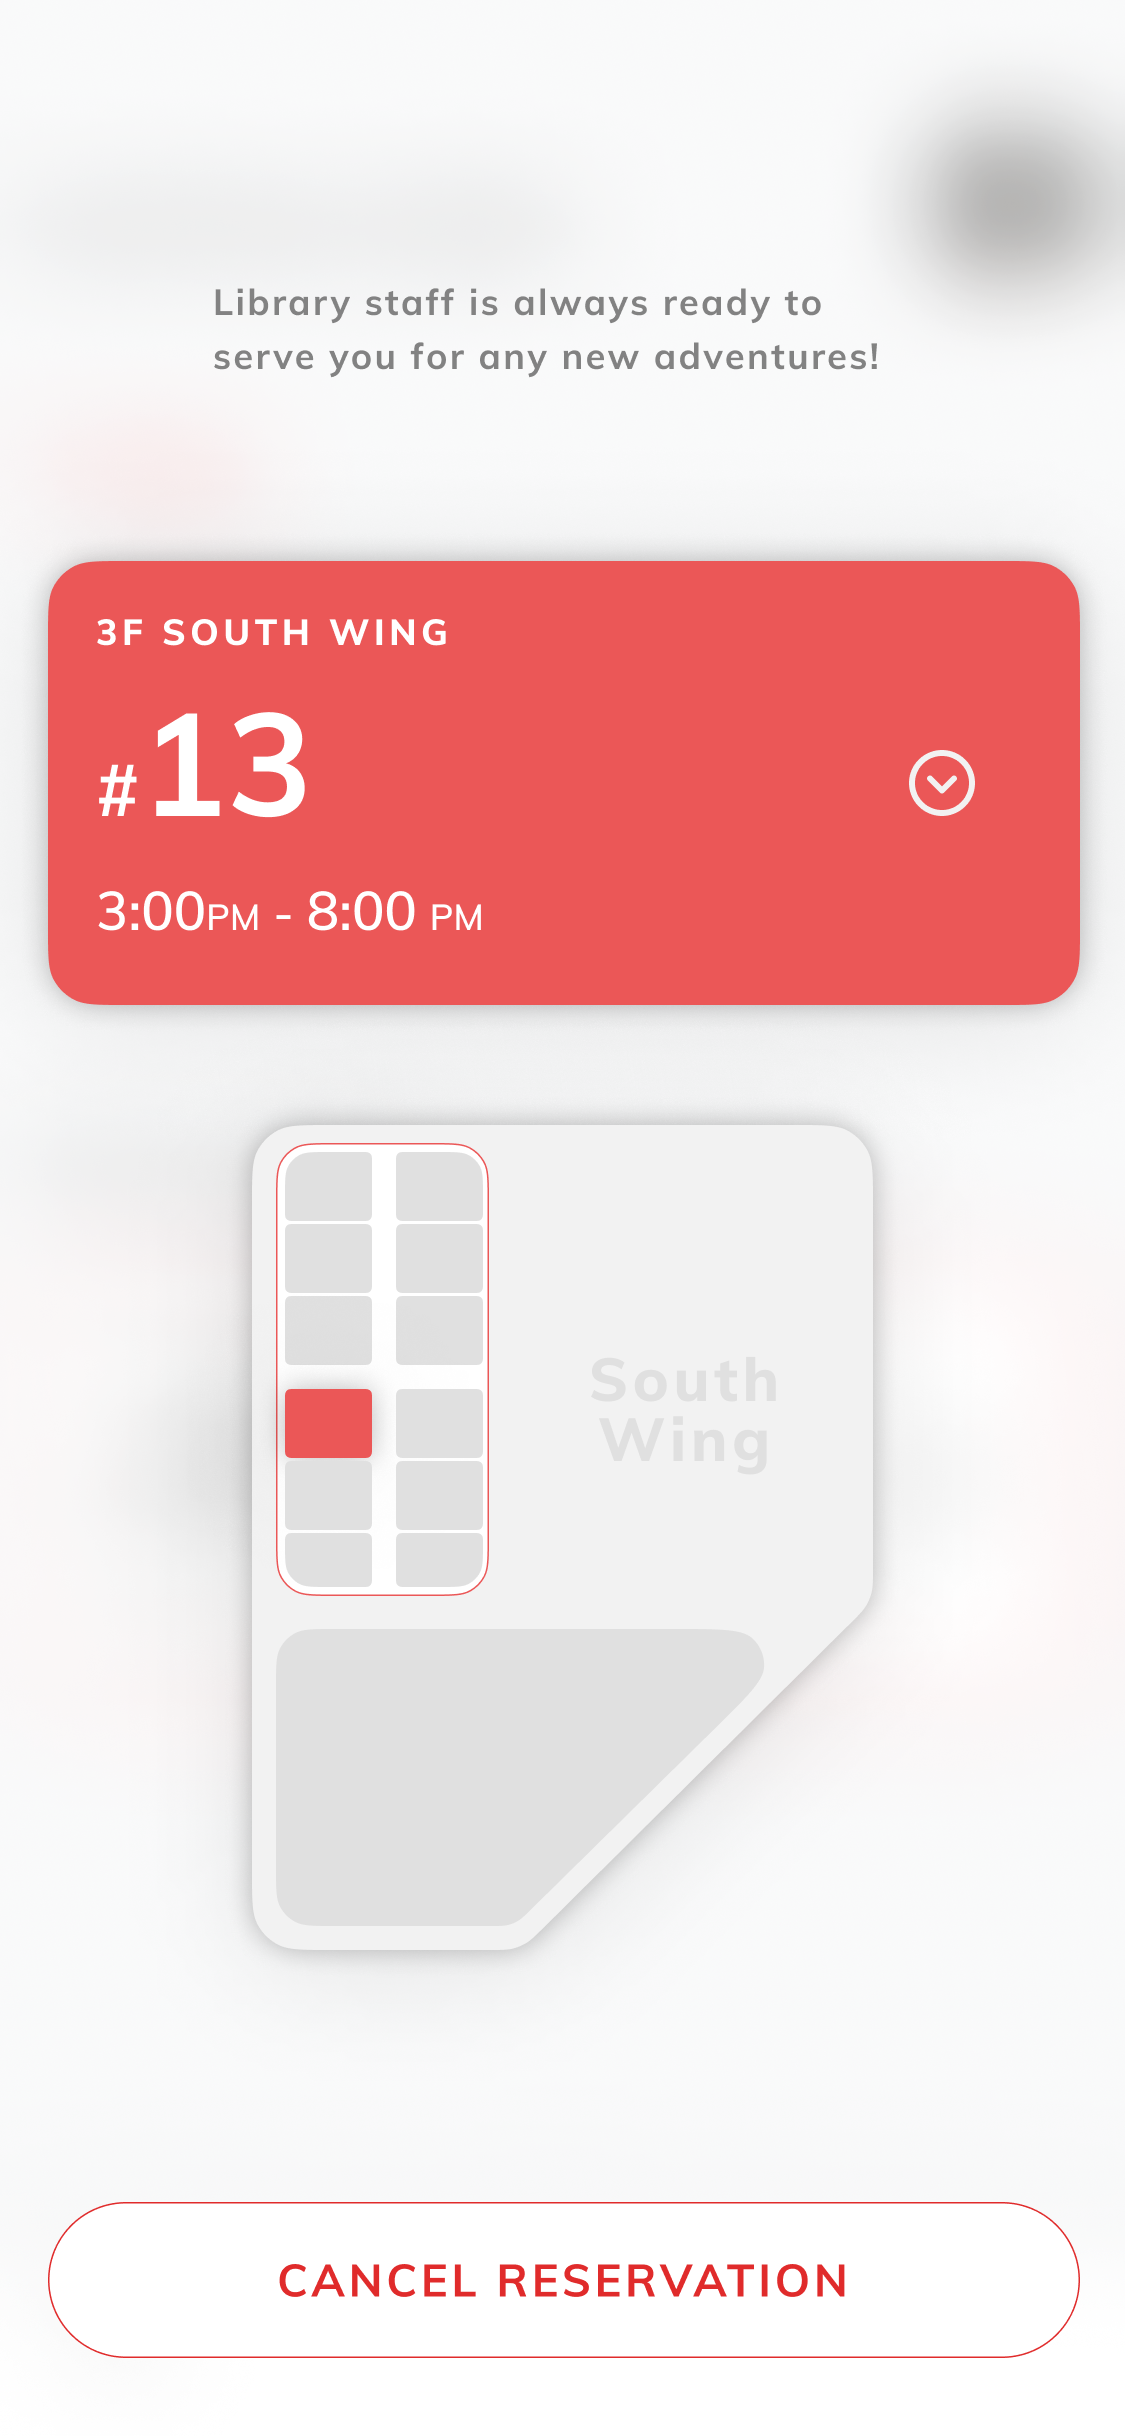 Library staff is always ready to
serve you for any new adventures!
3F SOUTH WING
#13
3:00PM - 8:00 PM
South
Wing
CANCEL RESERVATION